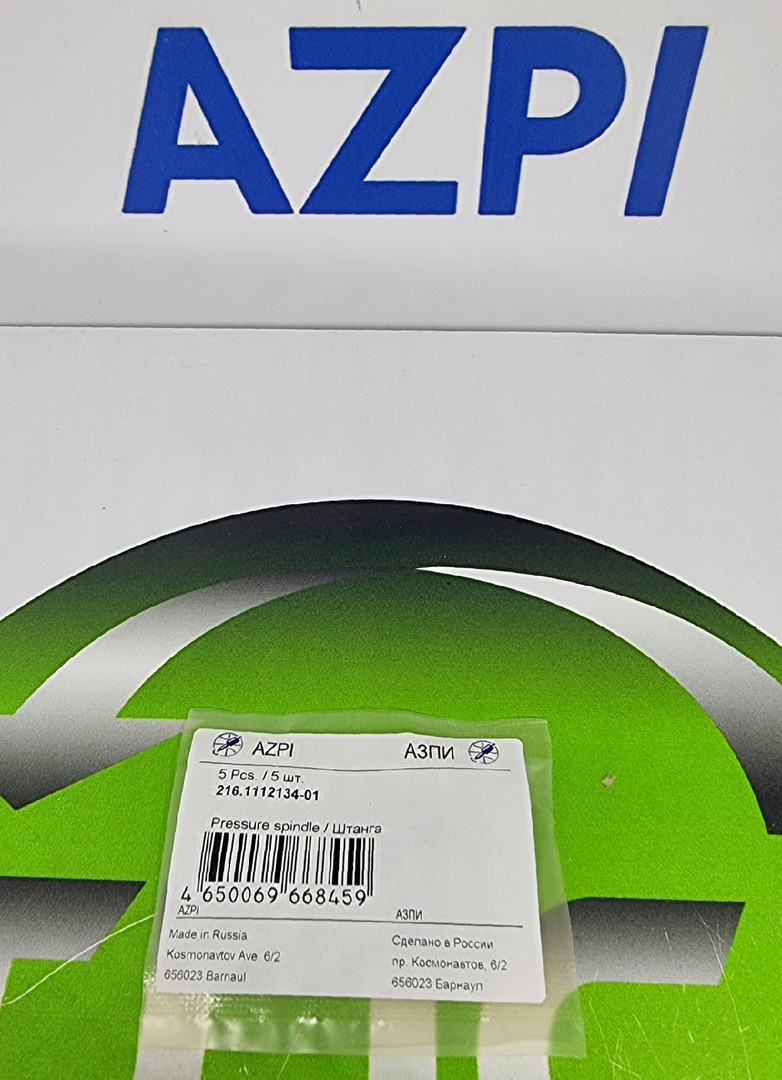 AZPI
AZPI АЗПИ
5 Pcs. / 5 шт.
216.1112134-01
Pressure spindle / Штанга
4 650069 668459
AZPI АЗПИ
Made in Russia Сделано в России
Kosmonavtov Ave. 6/2 пр. Космонавтов, 6/2
656023 Barnaul 656023 Барнаул